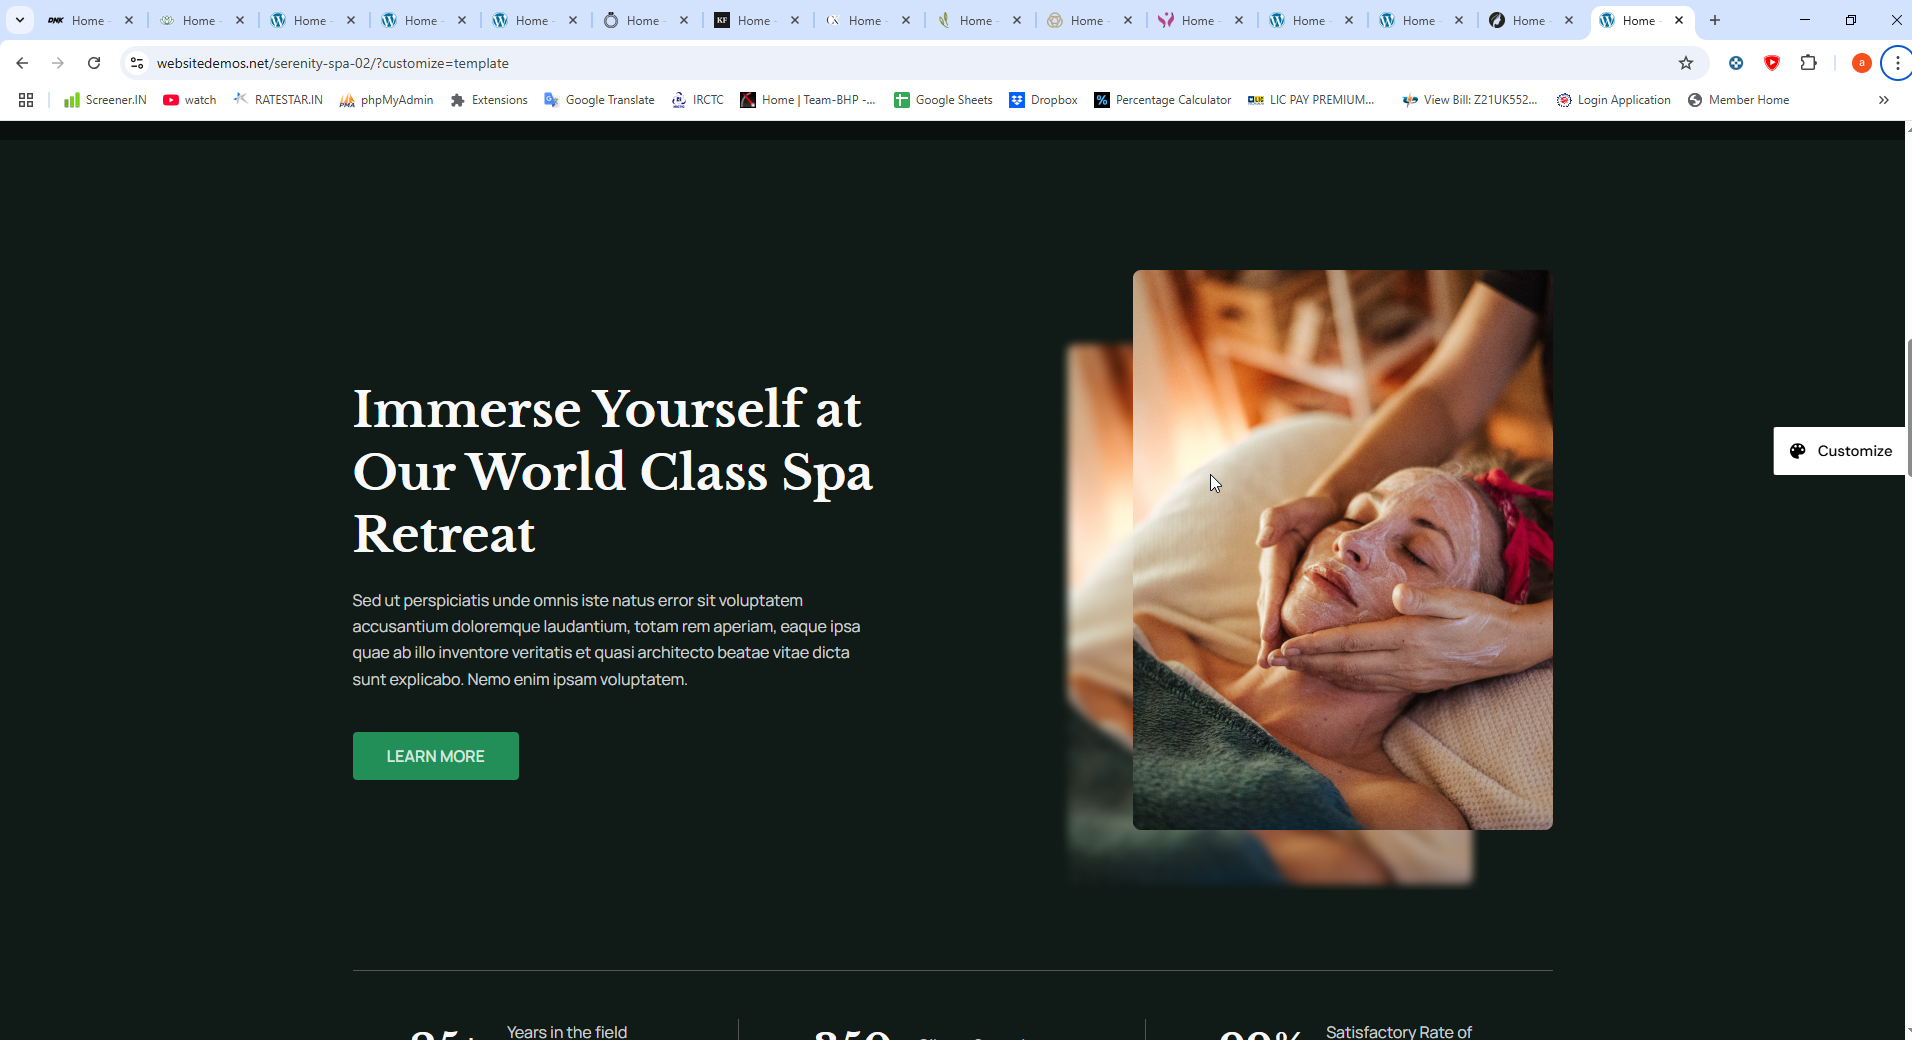 DNK Home
Home
Home
Home
Home
Home
KF Home
Home
Home
Home
Home
Home
Home
Home
Home
websitedemos.net/serenity-spa-02/?customize=template
a
Screener.IN
watch
RATESTAR.IN
phpMyAdmin
Extensions
Google Translate
IRCTC
Home | Team-BHP -...
Google Sheets
Dropbox
Percentage Calculator
LIC PAY PREMIUM...
View Bill: Z21UK552...
Login Application
Member Home
Immerse Yourself at
Our World Class Spa
Retreat
Sed ut perspiciatis unde omnis iste natus error sit voluptatem
accusantium doloremque laudantium, totam rem aperiam, eaque ipsa
quae ab illo inventore veritatis et quasi architecto beatae vitae dicta
sunt explicabo. Nemo enim ipsam voluptatem.
LEARN MORE
Customize
Years in the field
Satisfactory Rate of